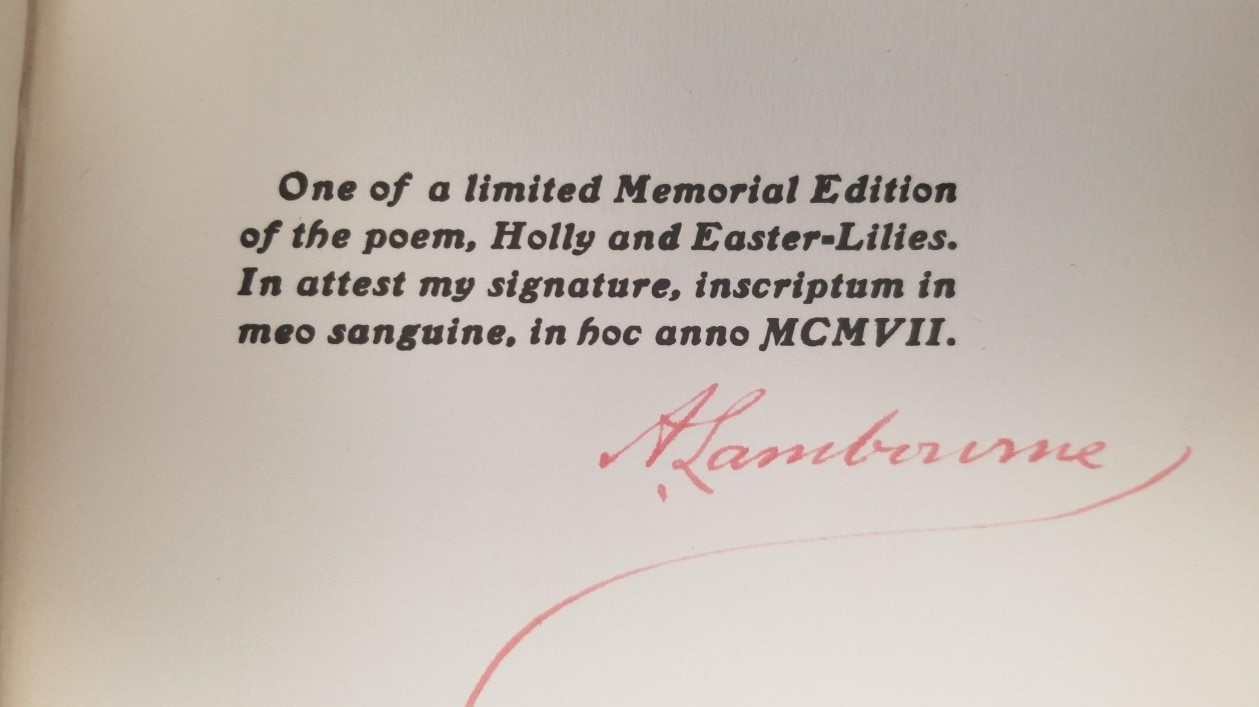 One of a limited Memorial Edition
of the poem, Holly and Easter-Lilies.
In attest my signature, inscriptum in
meo sanguine, in hoc anno MCMVII.
A. Lambourne